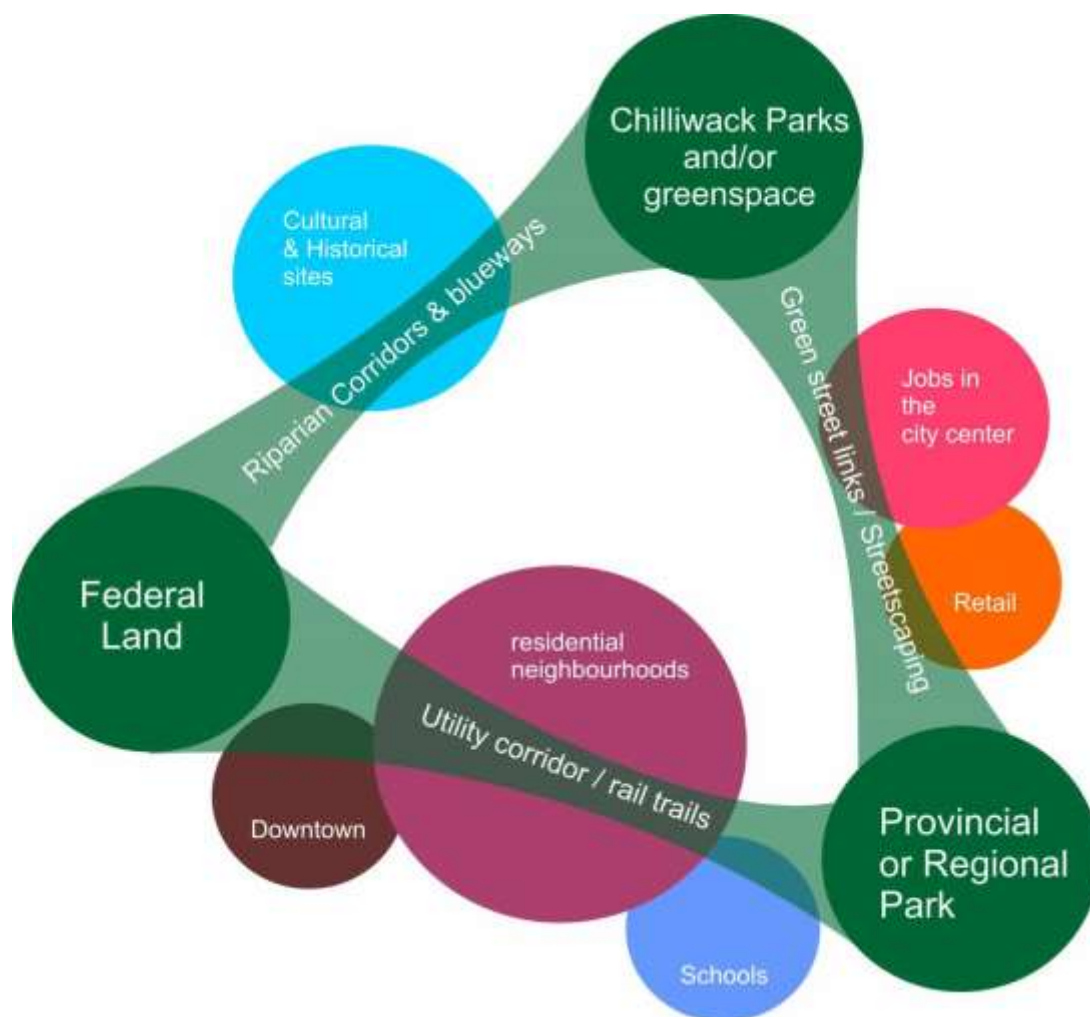 Chilliwack Parks
and/or
greenspace
Cultural
& Historical
sites
Riparian Corridors & blueways
Green street links / Streetscaping
Jobs in
the
city center
Retail
Federal
Land
residential
neighbourhoods
Utility corridor / rail trails
Downtown
Provincial
or Regional
Park
Schools